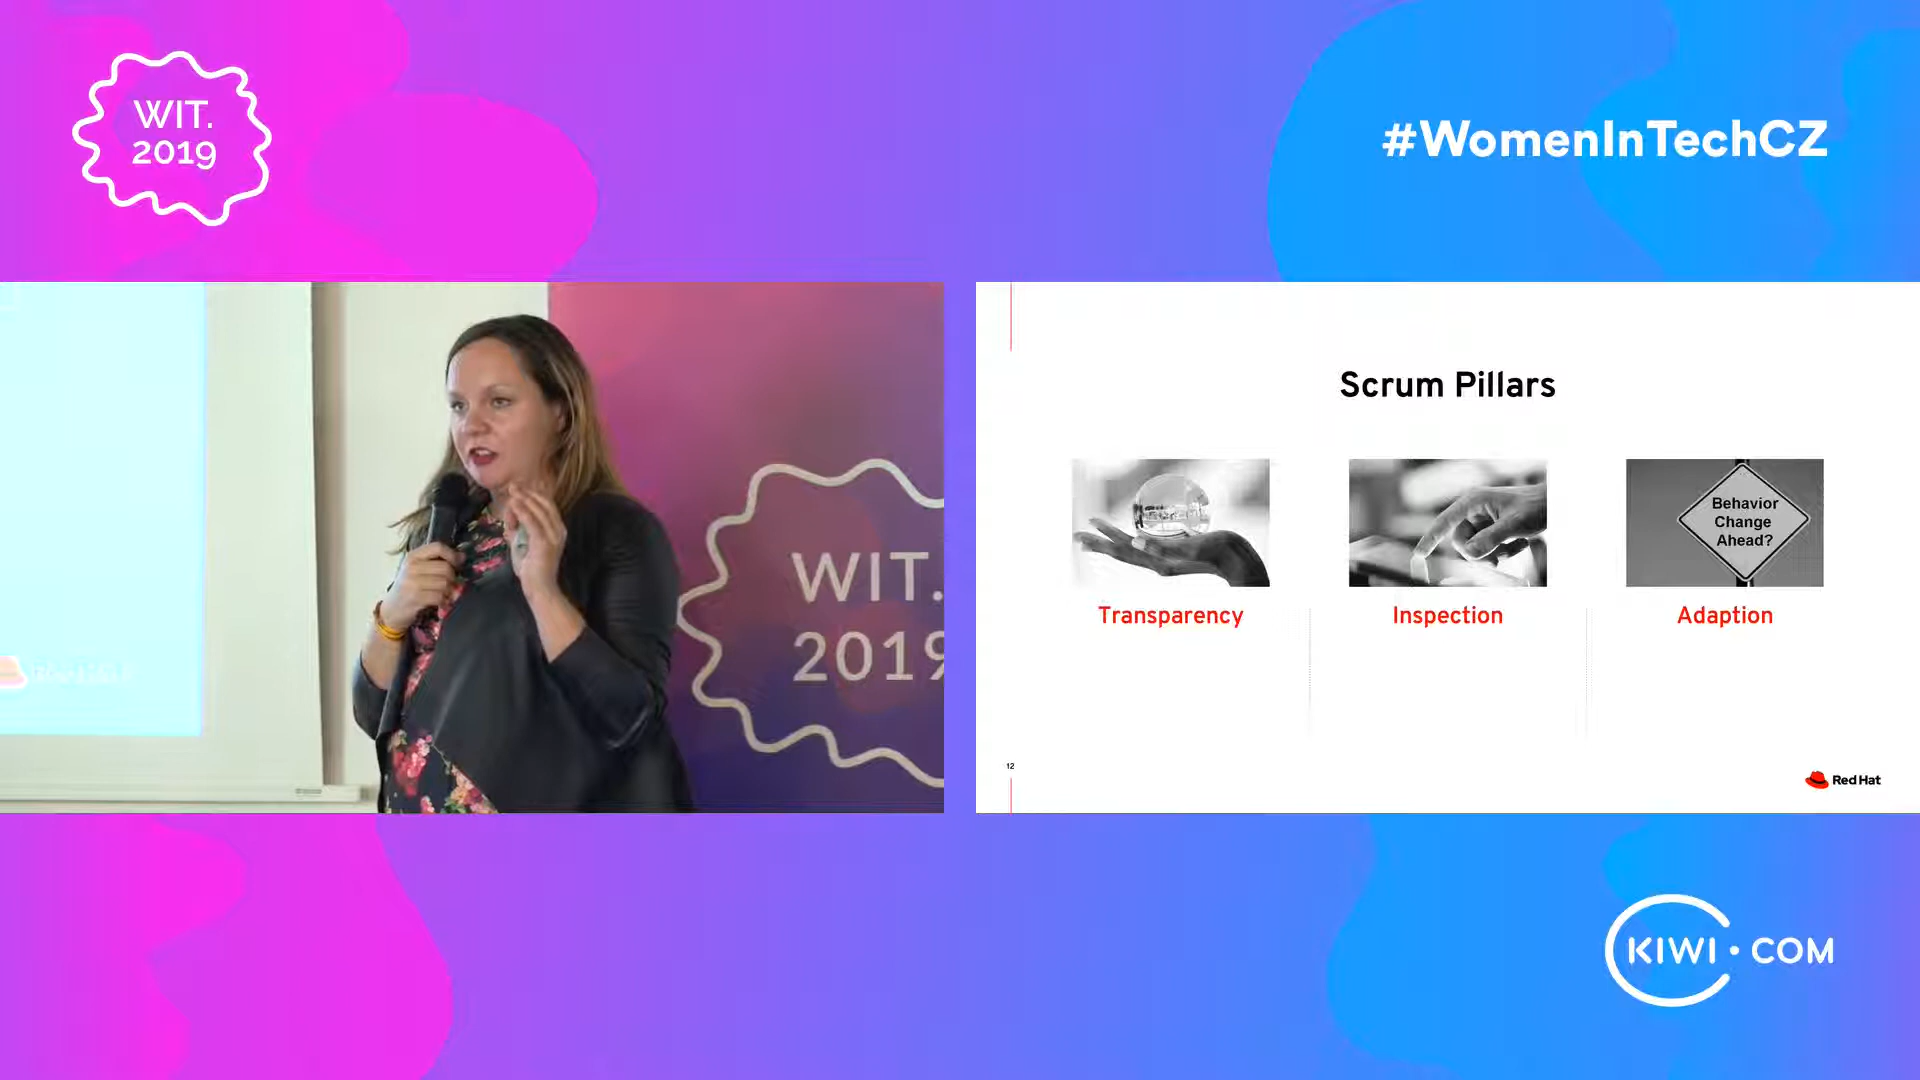 WIT.
2019
#WomenInTechCZ
WIT.
2019
Scrum Pillars
Behavior
Change
Ahead?
Transparency
Inspection
Adaption
12
Red Hat
KIWI.COM